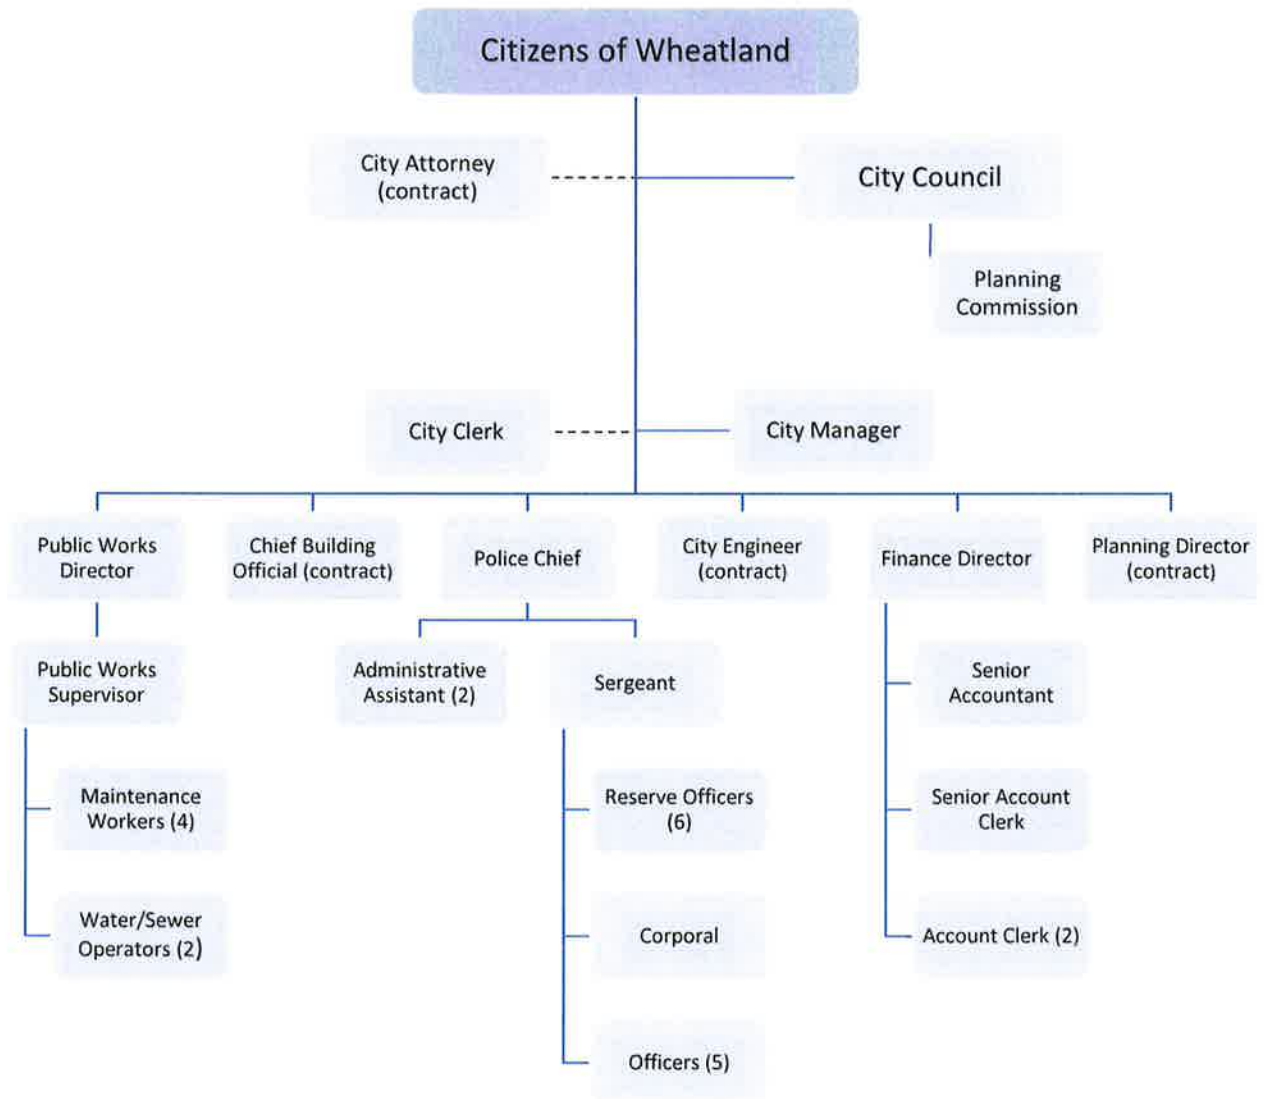 Citizens of Wheatland
City Attorney
(contract)
City Council
Planning
Commission
City Clerk
City Manager
Public Works
Director
Chief Building
Official (contract)
Police Chief
City Engineer
(contract)
Finance Director
Planning Director
(contract)
Public Works
Supervisor
Administrative
Assistant (2)
Sergeant
Senior
Accountant
Maintenance
Workers (4)
Reserve Officers
(6)
Senior Account
Clerk
Water/Sewer
Operators (2)
Corporal
Account Clerk (2)
Officers (5)